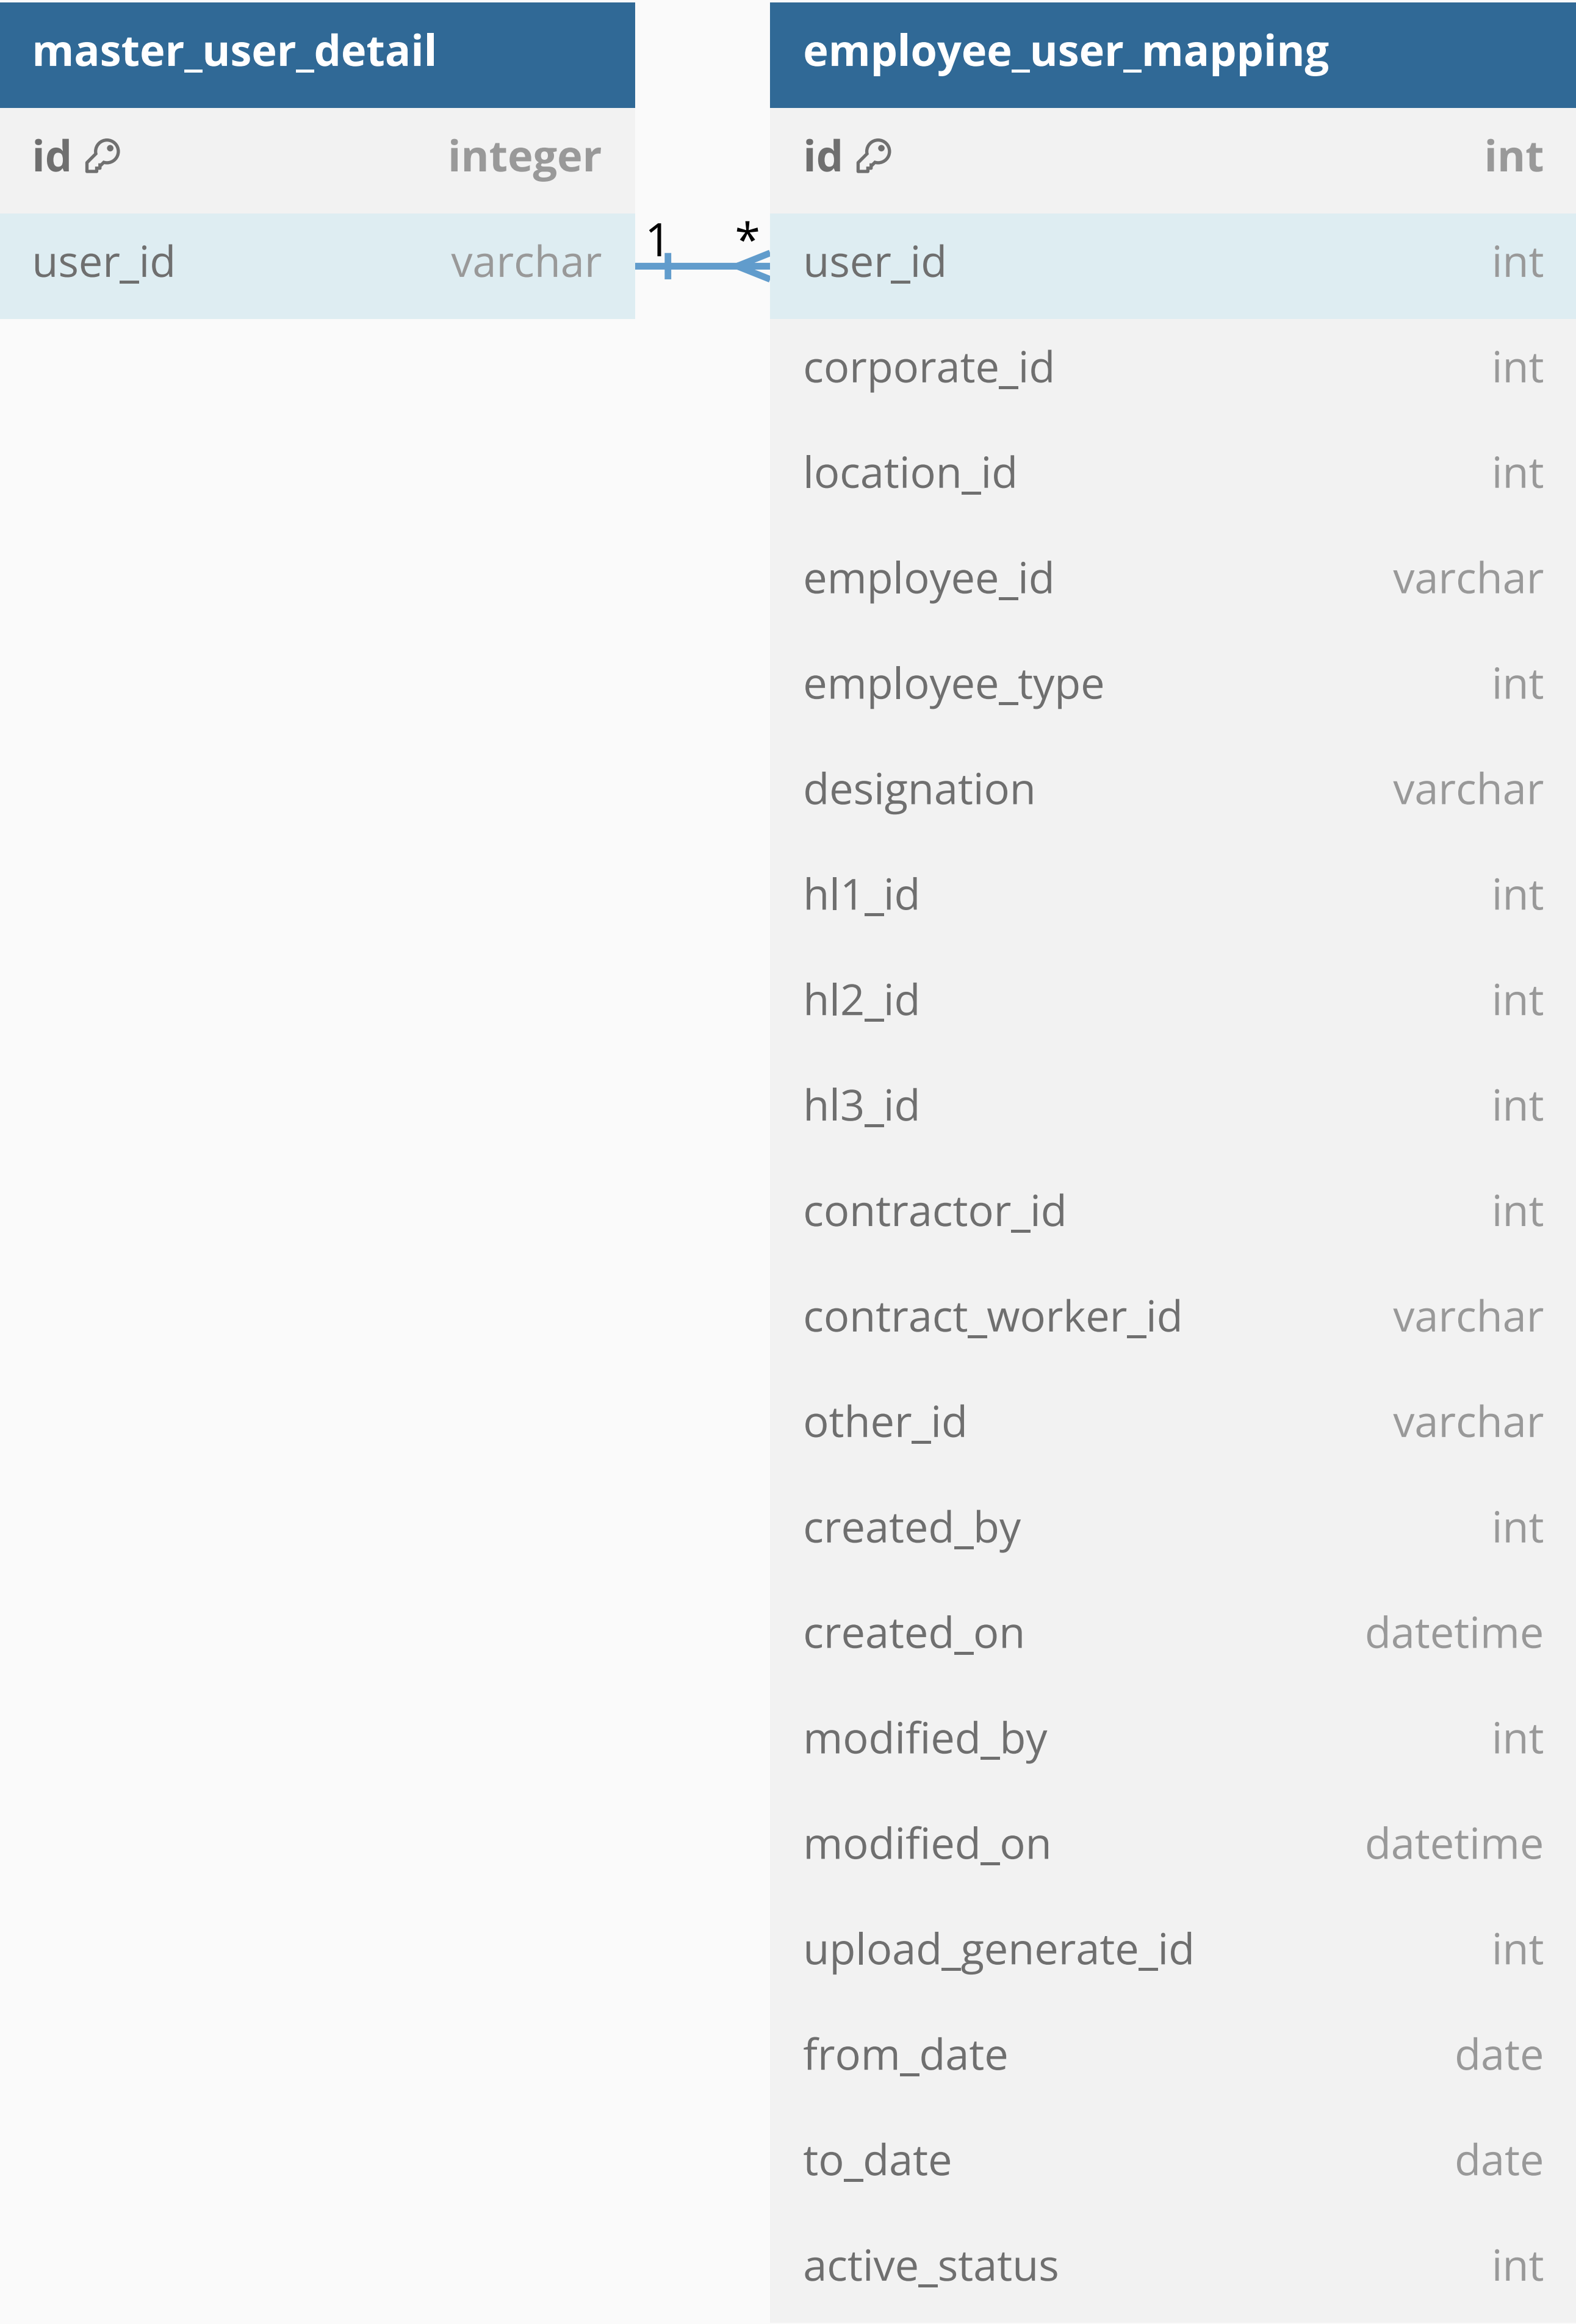 master_user_detail
id integer
user_id varchar
1 *
employee_user_mapping
id int
user_id int
corporate_id int
location_id int
employee_id varchar
employee_type int
designation varchar
hl1_id int
hl2_id int
hl3_id int
contractor_id int
contract_worker_id varchar
other_id varchar
created_by int
created_on datetime
modified_by int
modified_on datetime
upload_generate_id int
from_date date
to_date date
active_status int